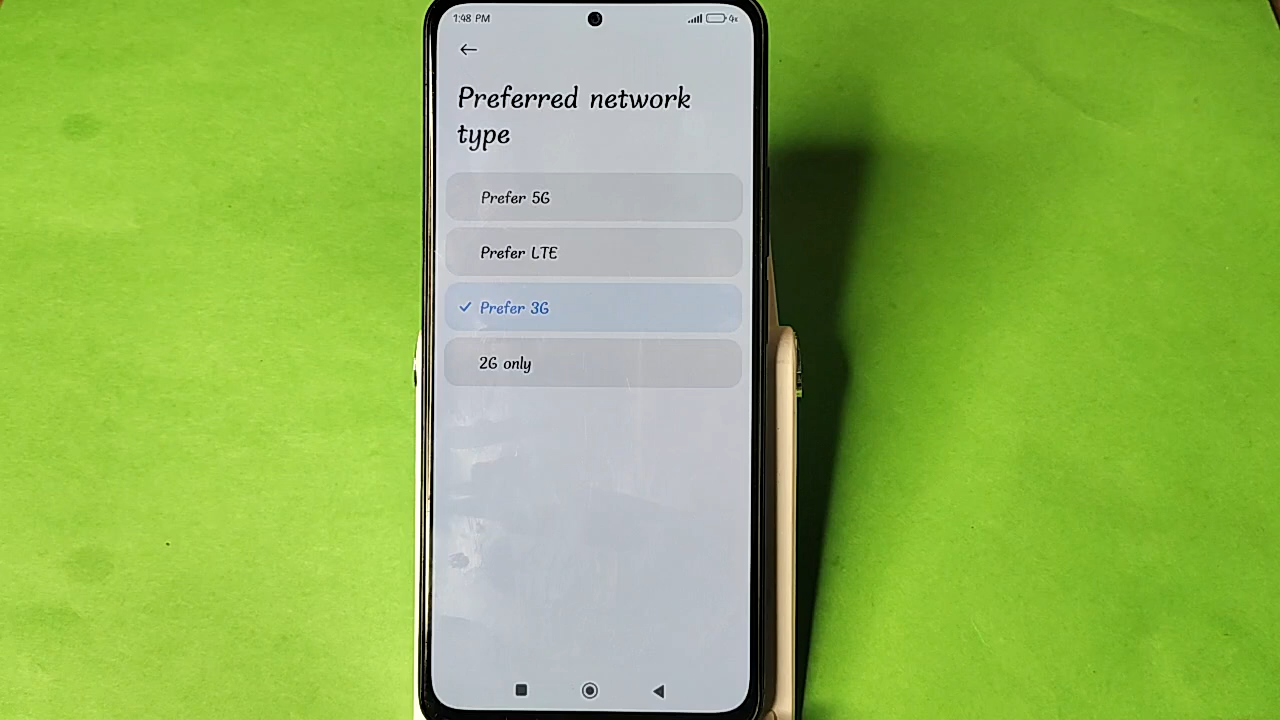 1:48 PM
Preferred network
type
Prefer 5G
Prefer LTE
Prefer 3G
2G only